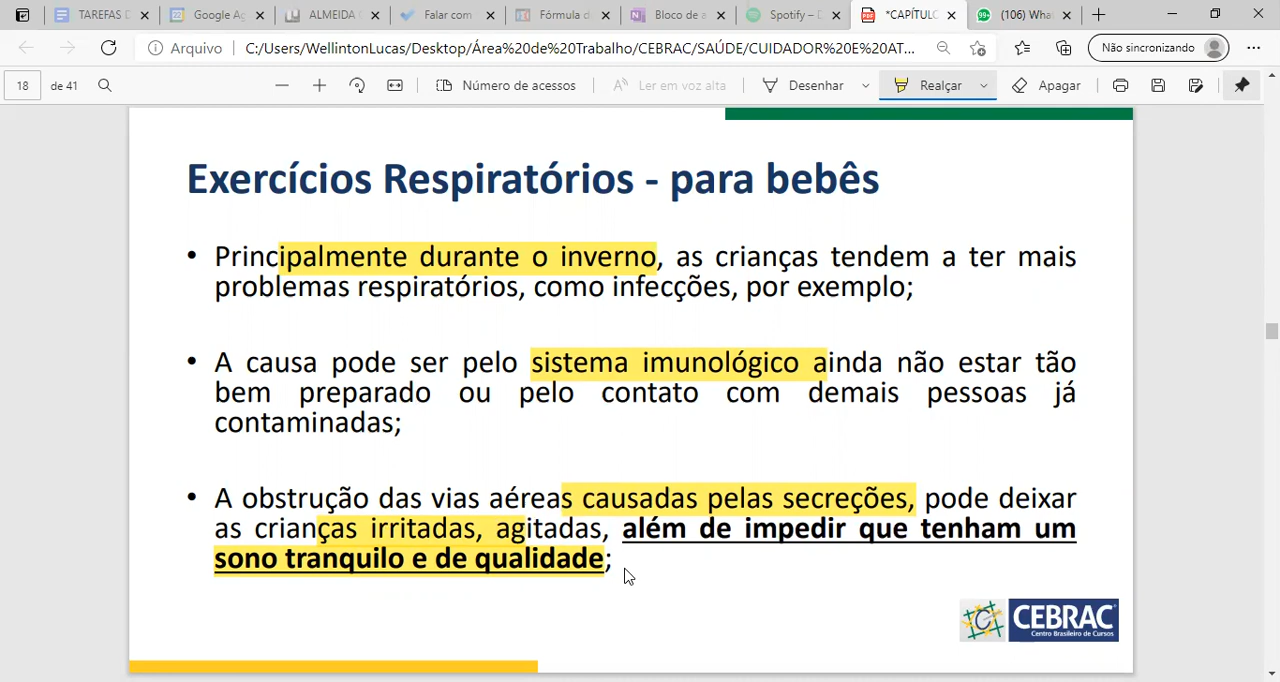 TAREFAS D
Google Ag
ALMEIDA
Falar com
Fórmula d
Bloco de a
Spotify – D
*CAPÍTULO
99+ (106) Wha
Arquivo
C:/Users/WellintonLucas/Desktop/Área%20de%20Trabalho/CEBRAC/SAÚDE/CUIDADOR%20E%20AT...
Não sincronizando
18 de 41
Número de acessos
Ler em voz alta
Desenhar
Realçar
Apagar
Exercícios Respiratórios - para bebês
• Principalmente durante o inverno, as crianças tendem a ter mais
problemas respiratórios, como infecções, por exemplo;
• A causa pode ser pelo sistema imunológico ainda não estar tão
bem preparado ou pelo contato com demais pessoas já
contaminadas;
• A obstrução das vias aéreas causadas pelas secreções, pode deixar
as crianças irritadas, agitadas, além de impedir que tenham um
sono tranquilo e de qualidade;
CEBRAC
Centro Brasileiro de Cursos